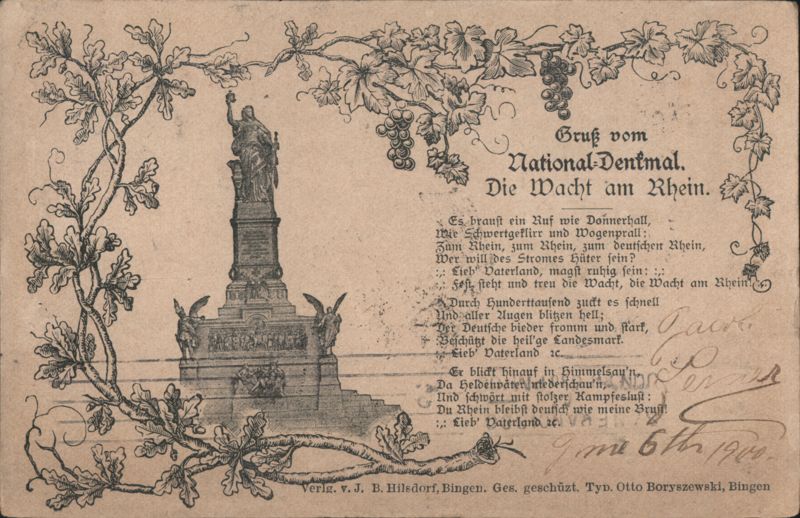 Gruß vom
National-Denkmal.
Die Wacht am Rhein.
Es braust ein Ruf wie Donnerhall,
Wie Schwertgeklirr und Wogenprall:
Zum Rhein, zum Rhein, zum deutschen Rhein,
Wer will des Stromes Hüter sein?
:,: Lieb' Vaterland, magst ruhig sein: :,:
:,: Fest steht und treu die Wacht, die Wacht am Rhein!
Durch Hunderttausend zuckt es schnell
Und aller Augen blitzen hell;
Der Deutsche bieder fromm und stark,
Beschützt die heil'ge Landesmark.
:,: Lieb' Vaterland ꝛc.
Er blickt hinauf in Himmelsau'n,
Da Heldenväter niederschau'n,
Und schwört mit stolzer Kampfeslust:
Du Rhein bleibst deutsch wie meine Brust!
:,: Lieb' Vaterland ꝛc.
6th 1900.
Verlg. v. J. B. Hilsdorf, Bingen. Ges. geschüzt. Typ. Otto Boryszewski, Bingen